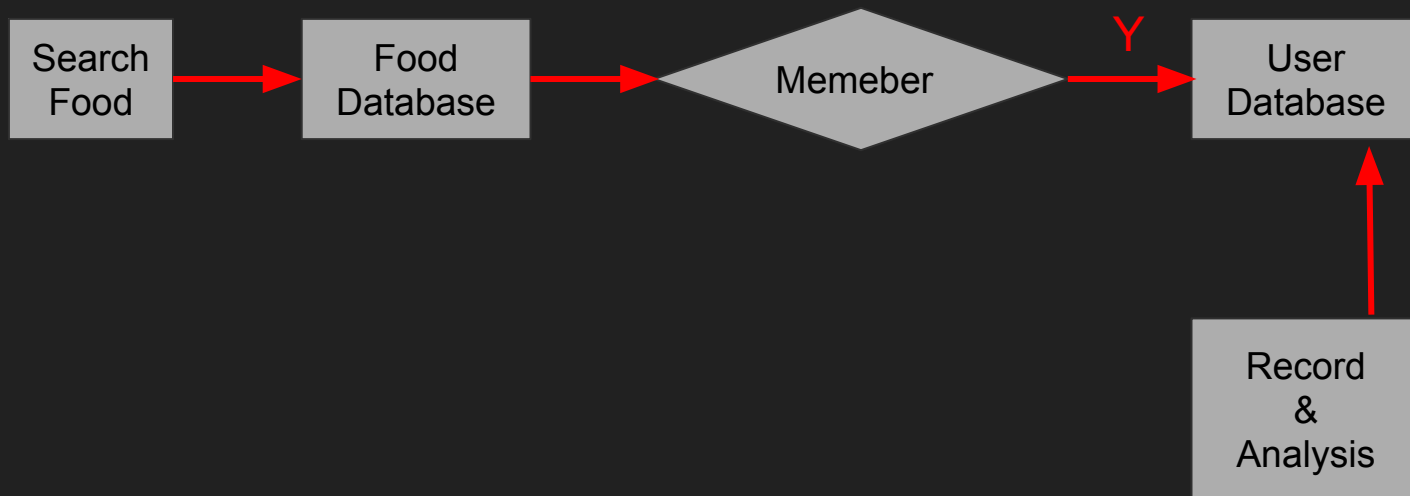 Search
Food
Food
Database
Memeber
Y
User
Database
Record
&
Analysis